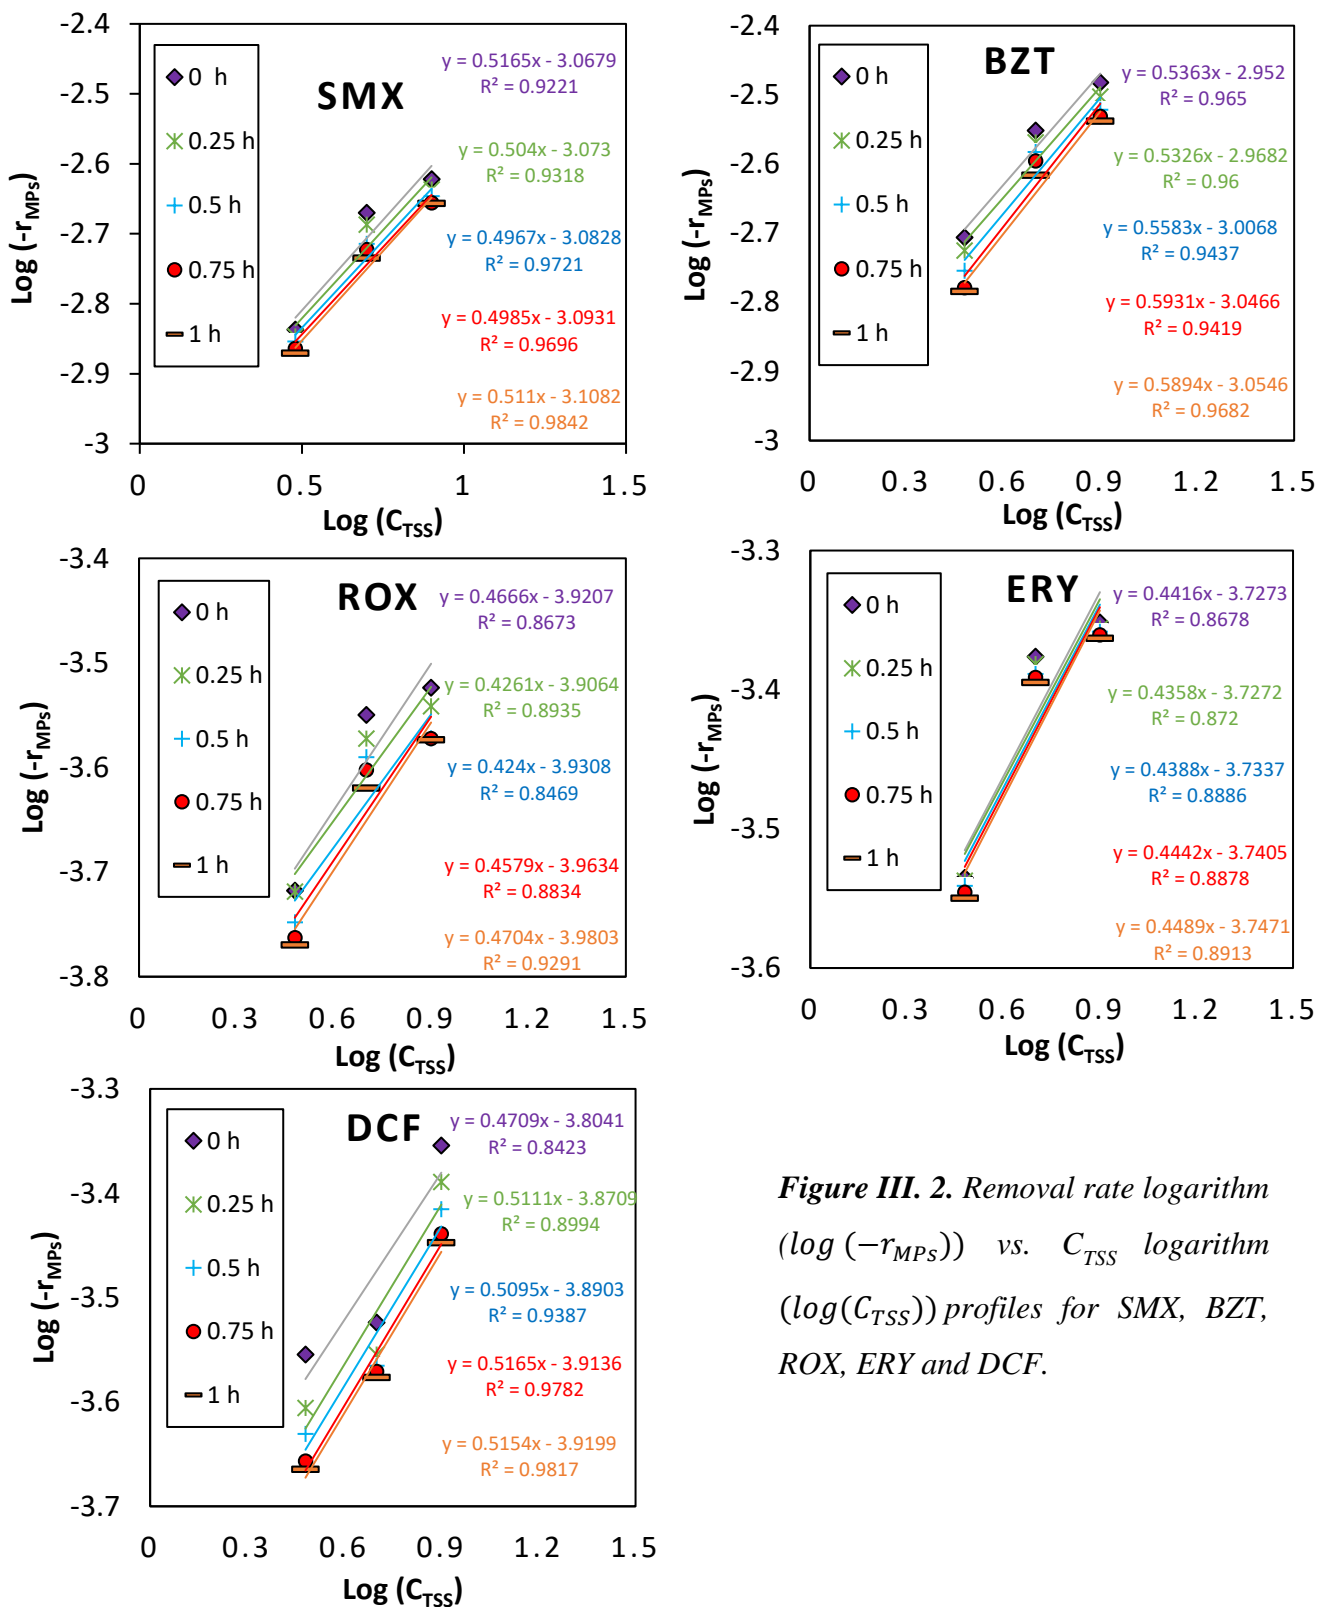 SMX
Log (-rMPs)
-2.4
-2.5
-2.6
-2.7
-2.8
-2.9
-3
0 h
0.25 h
0.5 h
0.75 h
1 h
y = 0.5165x - 3.0679
R² = 0.9221
y = 0.504x - 3.073
R² = 0.9318
y = 0.4967x - 3.0828
R² = 0.9721
y = 0.4985x - 3.0931
R² = 0.9696
y = 0.511x - 3.1082
R² = 0.9842
0 0.5 1 1.5
Log (CTSS)
BZT
Log (-rMPs)
-2.4
-2.5
-2.6
-2.7
-2.8
-2.9
-3
0 h
0.25 h
0.5 h
0.75 h
1 h
y = 0.5363x - 2.952
R² = 0.965
y = 0.5326x - 2.9682
R² = 0.96
y = 0.5583x - 3.0068
R² = 0.9437
y = 0.5931x - 3.0466
R² = 0.9419
y = 0.5894x - 3.0546
R² = 0.9682
0 0.3 0.6 0.9 1.2 1.5
Log (CTSS)
ROX
Log (-rMPs)
-3.4
-3.5
-3.6
-3.7
-3.8
0 h
0.25 h
0.5 h
0.75 h
1 h
y = 0.4666x - 3.9207
R² = 0.8673
y = 0.4261x - 3.9064
R² = 0.8935
y = 0.424x - 3.9308
R² = 0.8469
y = 0.4579x - 3.9634
R² = 0.8834
y = 0.4704x - 3.9803
R² = 0.9291
0 0.3 0.6 0.9 1.2 1.5
Log (CTSS)
ERY
Log (-rMPs)
-3.3
-3.4
-3.5
-3.6
0 h
0.25 h
0.5 h
0.75 h
1 h
y = 0.4416x - 3.7273
R² = 0.8678
y = 0.4358x - 3.7272
R² = 0.872
y = 0.4388x - 3.7337
R² = 0.8886
y = 0.4442x - 3.7405
R² = 0.8878
y = 0.4489x - 3.7471
R² = 0.8913
0 0.3 0.6 0.9 1.2 1.5
Log (CTSS)
DCF
Log (-rMPs)
-3.3
-3.4
-3.5
-3.6
-3.7
0 h
0.25 h
0.5 h
0.75 h
1 h
y = 0.4709x - 3.8041
R² = 0.8423
y = 0.5111x - 3.8709
R² = 0.8994
y = 0.5095x - 3.8903
R² = 0.9387
y = 0.5165x - 3.9136
R² = 0.9782
y = 0.5154x - 3.9199
R² = 0.9817
0 0.3 0.6 0.9 1.2 1.5
Log (CTSS)
Figure III. 2. Removal rate logarithm
(log (−rMPs)) vs. CTSS logarithm
(log(CTSS)) profiles for SMX, BZT,
ROX, ERY and DCF.